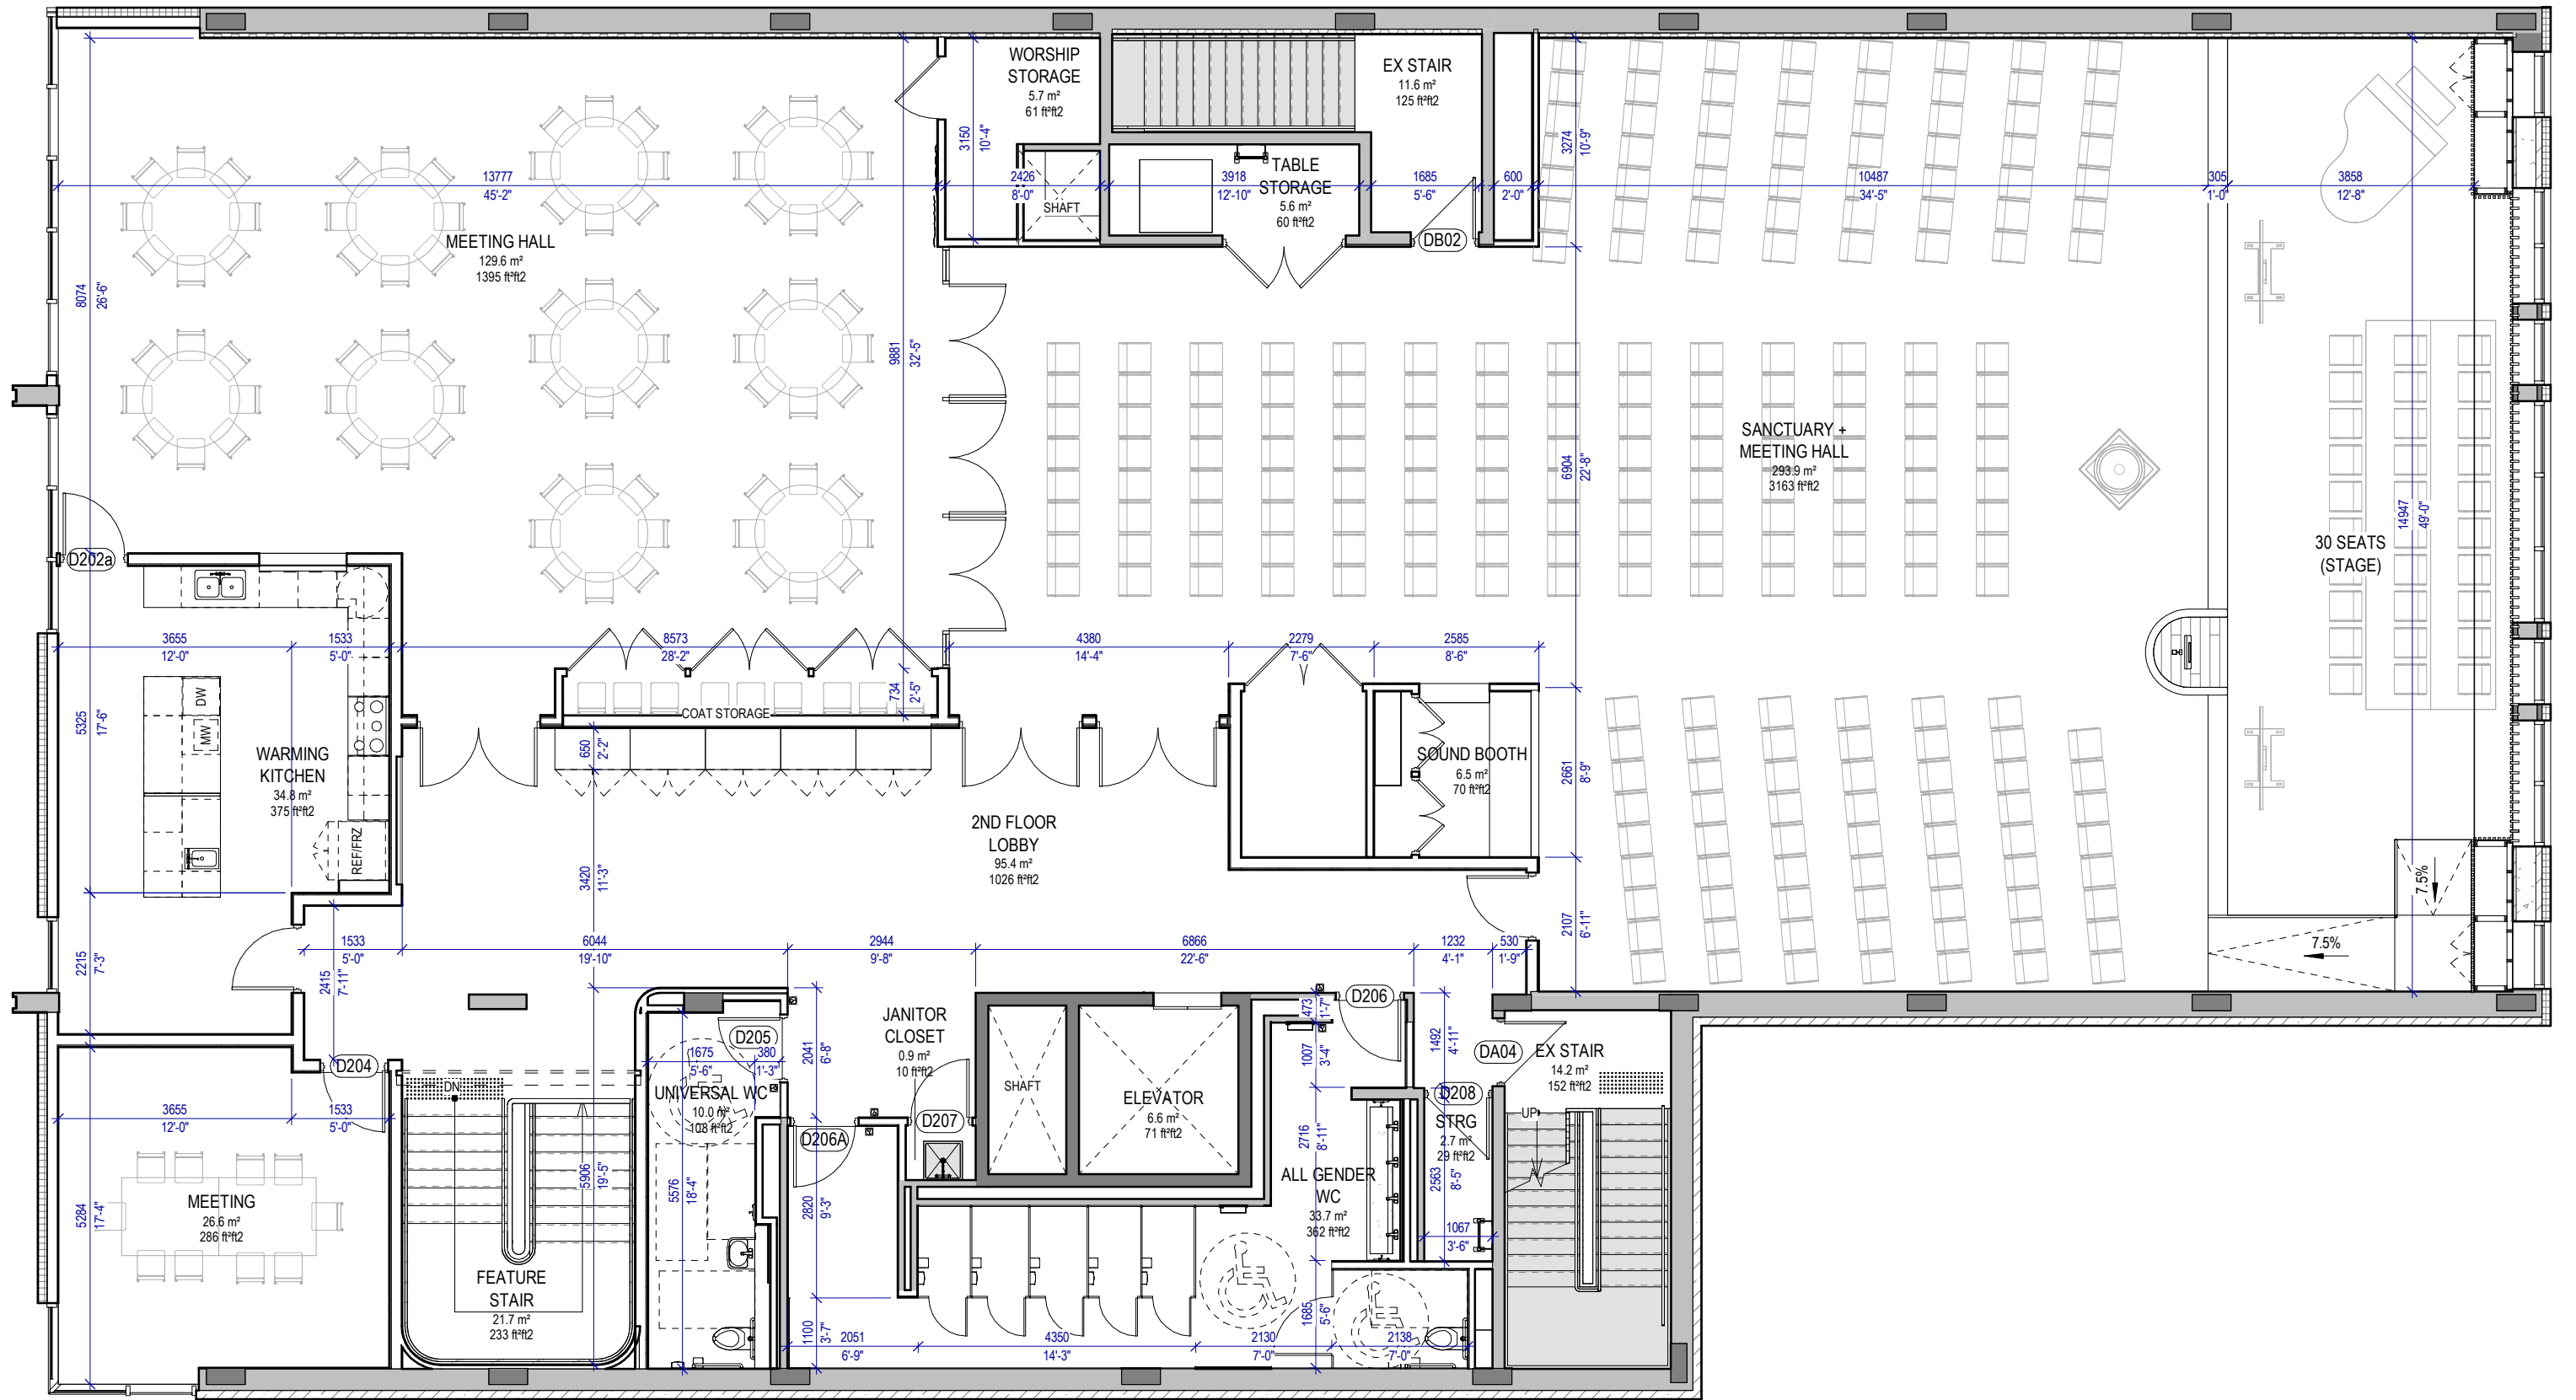 WORSHIP
STORAGE
5.7 m²
61 ft²ft2
EX STAIR
11.6 m²
125 ft²ft2
3150
10'-4"
3274
10'-9"
TABLE
STORAGE
5.6 m²
60 ft²ft2
13777
45'-2"
2426
8'-0"
3918
12'-10"
1685
5'-6"
600
2'-0"
10487
34'-5"
305
1'-0"
3858
12'-8"
SHAFT
DB02
MEETING HALL
129.6 m²
1395 ft²ft2
8074
26'-6"
9881
32'-5"
SANCTUARY +
MEETING HALL
293.9 m²
3163 ft²ft2
6904
22'-8"
14947
49'-0"
30 SEATS
(STAGE)
D202a
3655
12'-0"
1533
5'-0"
8573
28'-2"
4380
14'-4"
2279
7'-6"
2585
8'-6"
734
2'-5"
COAT STORAGE
DW
MW
5325
17'-6"
WARMING
KITCHEN
34.8 m²
375 ft²ft2
REF/FRZ
650
2'-2"
SOUND BOOTH
6.5 m²
70 ft²ft2
2661
8'-9"
2ND FLOOR
LOBBY
95.4 m²
1026 ft²ft2
3420
11'-3"
7.5%
7.5%
2107
6'-11"
2215
7'-3"
1533
5'-0"
6044
19'-10"
2944
9'-8"
6866
22'-6"
1232
4'-1"
530
1'-9"
2415
7'-11"
D206
473
1'-7"
JANITOR
CLOSET
0.9 m²
10 ft²ft2
D205
2041
6'-8"
1675
5'-6"
380
1'-3"
1007
3'-4"
1492
4'-11"
DA04
EX STAIR
14.2 m²
152 ft²ft2
D204
DN
SHAFT
ELEVATOR
6.6 m²
71 ft²ft2
UNIVERSAL WC
10.0 m²
108 ft²ft2
D208
STRG
2.7 m²
29 ft²ft2
UP
3655
12'-0"
1533
5'-0"
D206A
D207
2716
8'-11"
2563
8'-5"
ALL GENDER
WC
33.7 m²
362 ft²ft2
5906
19'-5"
5576
18'-4"
2820
9'-3"
MEETING
26.6 m²
286 ft²ft2
5284
17'-4"
1067
3'-6"
FEATURE
STAIR
21.7 m²
233 ft²ft2
1100
3'-7"
1685
5'-6"
2051
6'-9"
4350
14'-3"
2130
7'-0"
2138
7'-0"